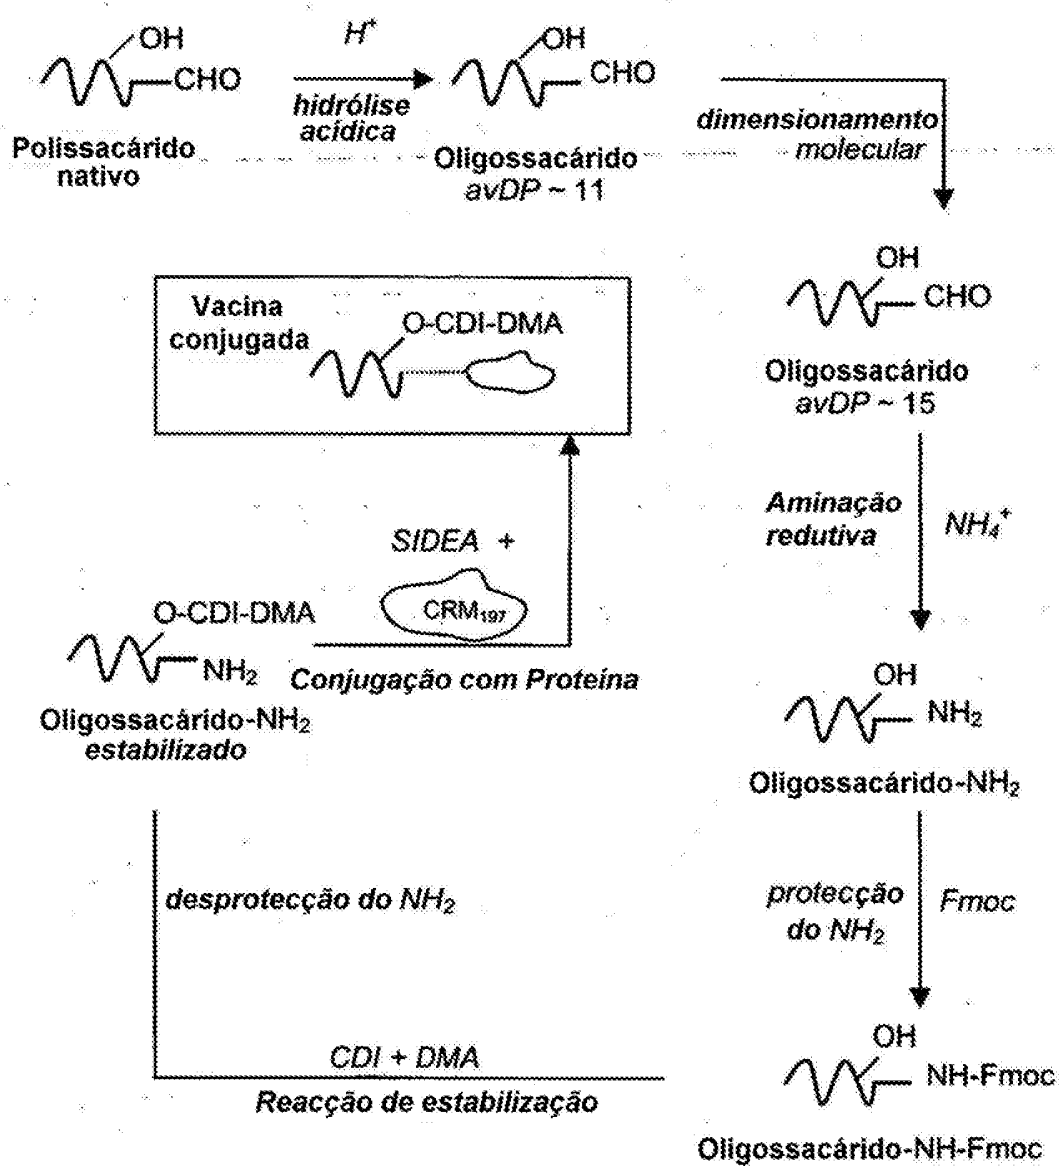 OH
CHO
Polissacárido
nativo
H⁺
hidrólise
acídica
OH
CHO
Oligossacárido
avDP ~ 11
dimensionamento
molecular
OH
CHO
Oligossacárido
avDP ~ 15
Aminação
redutiva
NH₄⁺
OH
NH₂
Oligossacárido-NH₂
protecção
do NH₂
Fmoc
OH
NH-Fmoc
Oligossacárido-NH-Fmoc
CDI + DMA
Reacção de estabilização
desprotecção do NH₂
O-CDI-DMA
NH₂
Oligossacárido-NH₂
estabilizado
SIDEA +
CRM₁₉₇
Conjugação com Proteína
Vacina
conjugada
O-CDI-DMA